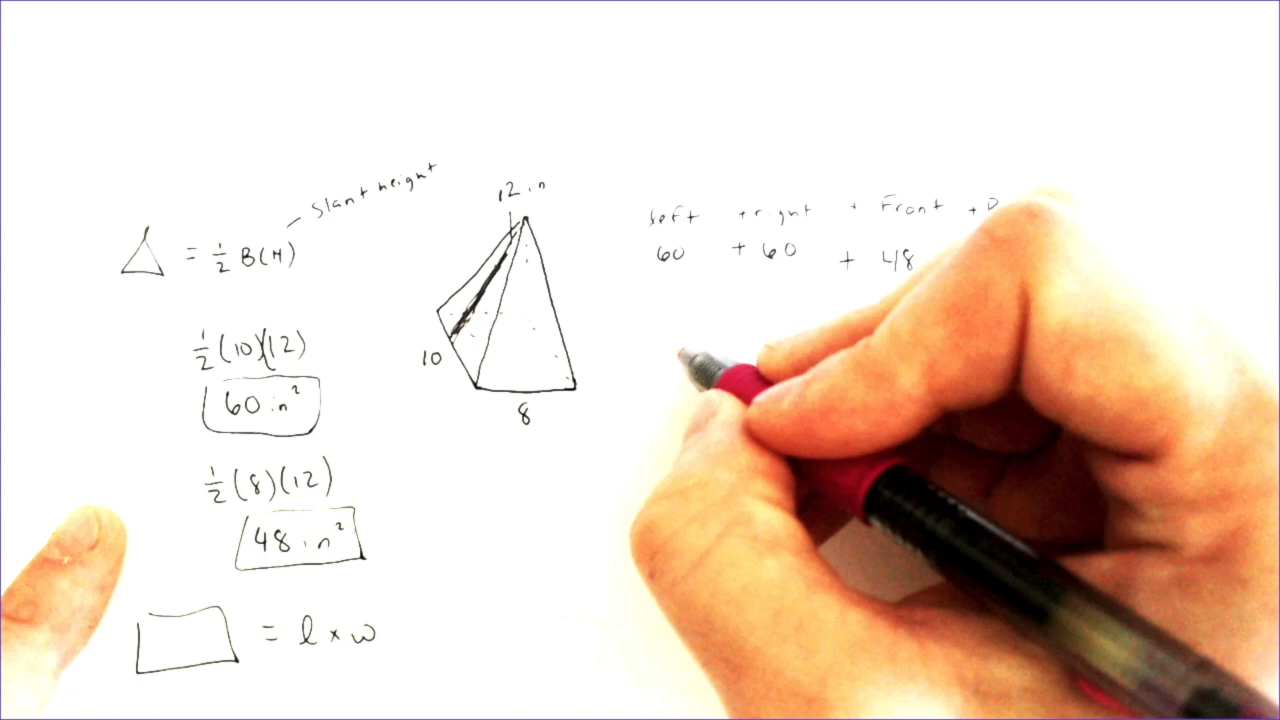 Slant height
= 1/2 B(H)
1/2 (10)(12)
60 in²
1/2 (8)(12)
48 in²
= l x w
12 in
10
8
left + right + Front +
60 + 60 + 48